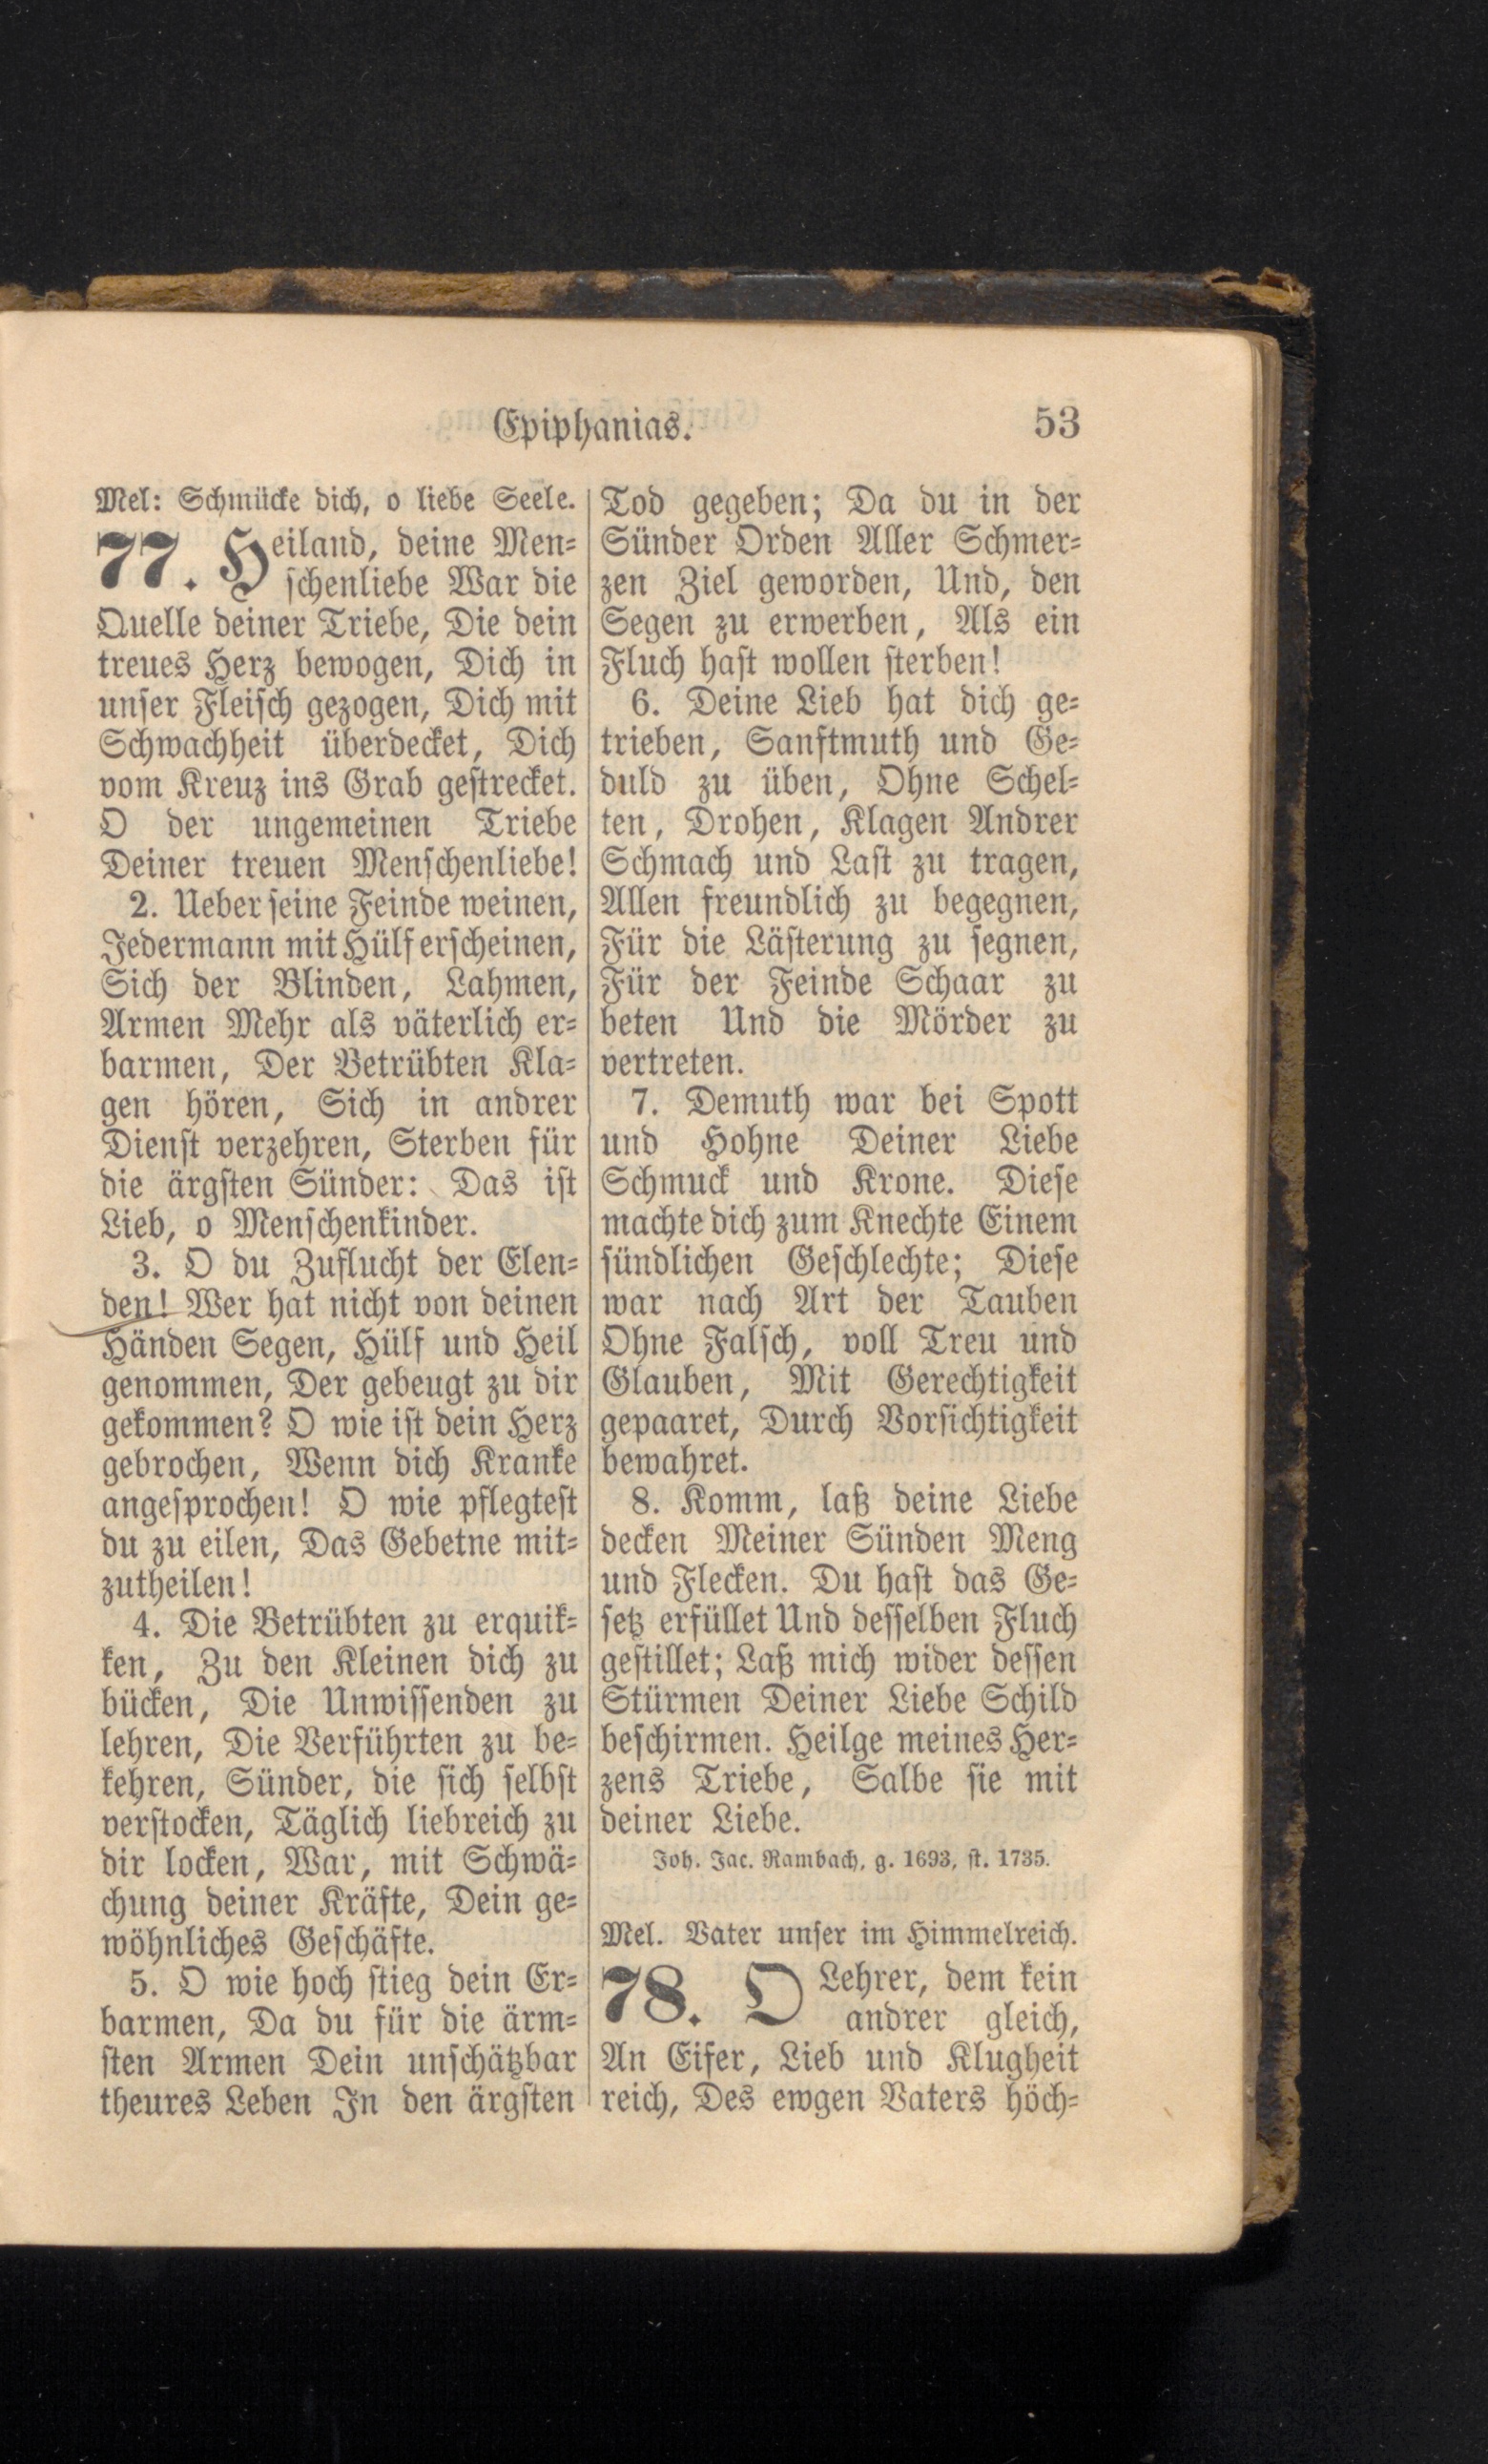 Epiphanias.
53
Mel: Schmücke dich, o liebe Seele.
77. Heiland, deine Men-
schenliebe War die
Quelle deiner Triebe, Die dein
treues Herz bewogen, Dich in
unser Fleisch gezogen, Dich mit
Schwachheit überdecket, Dich
vom Kreuz ins Grab gestrecket.
O der ungemeinen Triebe
Deiner treuen Menschenliebe!
2. Ueber seine Feinde weinen,
Jedermann mit Hülf erscheinen,
Sich der Blinden, Lahmen,
Armen Mehr als väterlich er-
barmen, Der Betrübten Kla-
gen hören, Sich in andrer
Dienst verzehren, Sterben für
die ärgsten Sünder: Das ist
Lieb, o Menschenkinder.
3. O du Zuflucht der Elen-
den! Wer hat nicht von deinen
Händen Segen, Hülf und Heil
genommen, Der gebeugt zu dir
gekommen? O wie ist dein Herz
gebrochen, Wenn dich Kranke
angesprochen! O wie pflegtest
du zu eilen, Das Gebetne mit-
zutheilen!
4. Die Betrübten zu erquik-
ken, Zu den Kleinen dich zu
bücken, Die Unwissenden zu
lehren, Die Verführten zu be-
kehren, Sünder, die sich selbst
verstocken, Täglich liebreich zu
dir locken, War, mit Schwä-
chung deiner Kräfte, Dein ge-
wöhnliches Geschäfte.
5. O wie hoch stieg dein Er-
barmen, Da du für die ärm-
sten Armen Dein unschätzbar
theures Leben In den ärgsten
Tod gegeben; Da du in der
Sünder Orden Aller Schmer-
zen Ziel geworden, Und, den
Segen zu erwerben, Als ein
Fluch hast wollen sterben!
6. Deine Lieb hat dich ge-
trieben, Sanftmuth und Ge-
duld zu üben, Ohne Schel-
ten, Drohen, Klagen Andrer
Schmach und Last zu tragen,
Allen freundlich zu begegnen,
Für die Lästerung zu segnen,
Für der Feinde Schaar zu
beten Und die Mörder zu
vertreten.
7. Demuth war bei Spott
und Hohne Deiner Liebe
Schmuck und Krone. Diese
machte dich zum Knechte Einem
sündlichen Geschlechte; Diese
war nach Art der Tauben
Ohne Falsch, voll Treu und
Glauben, Mit Gerechtigkeit
gepaaret, Durch Vorsichtigkeit
bewahret.
8. Komm, laß deine Liebe
decken Meiner Sünden Meng
und Flecken. Du hast das Ge-
setz erfüllet Und desselben Fluch
gestillet; Laß mich wider dessen
Stürmen Deiner Liebe Schild
beschirmen. Heilge meines Her-
zens Triebe, Salbe sie mit
deiner Liebe.
Joh. Jac. Rambach, g. 1693, st. 1735.
Mel. Vater unser im Himmelreich.
78. O Lehrer, dem kein
andrer gleich,
An Eifer, Lieb und Klugheit
reich, Des ewgen Vaters höch-